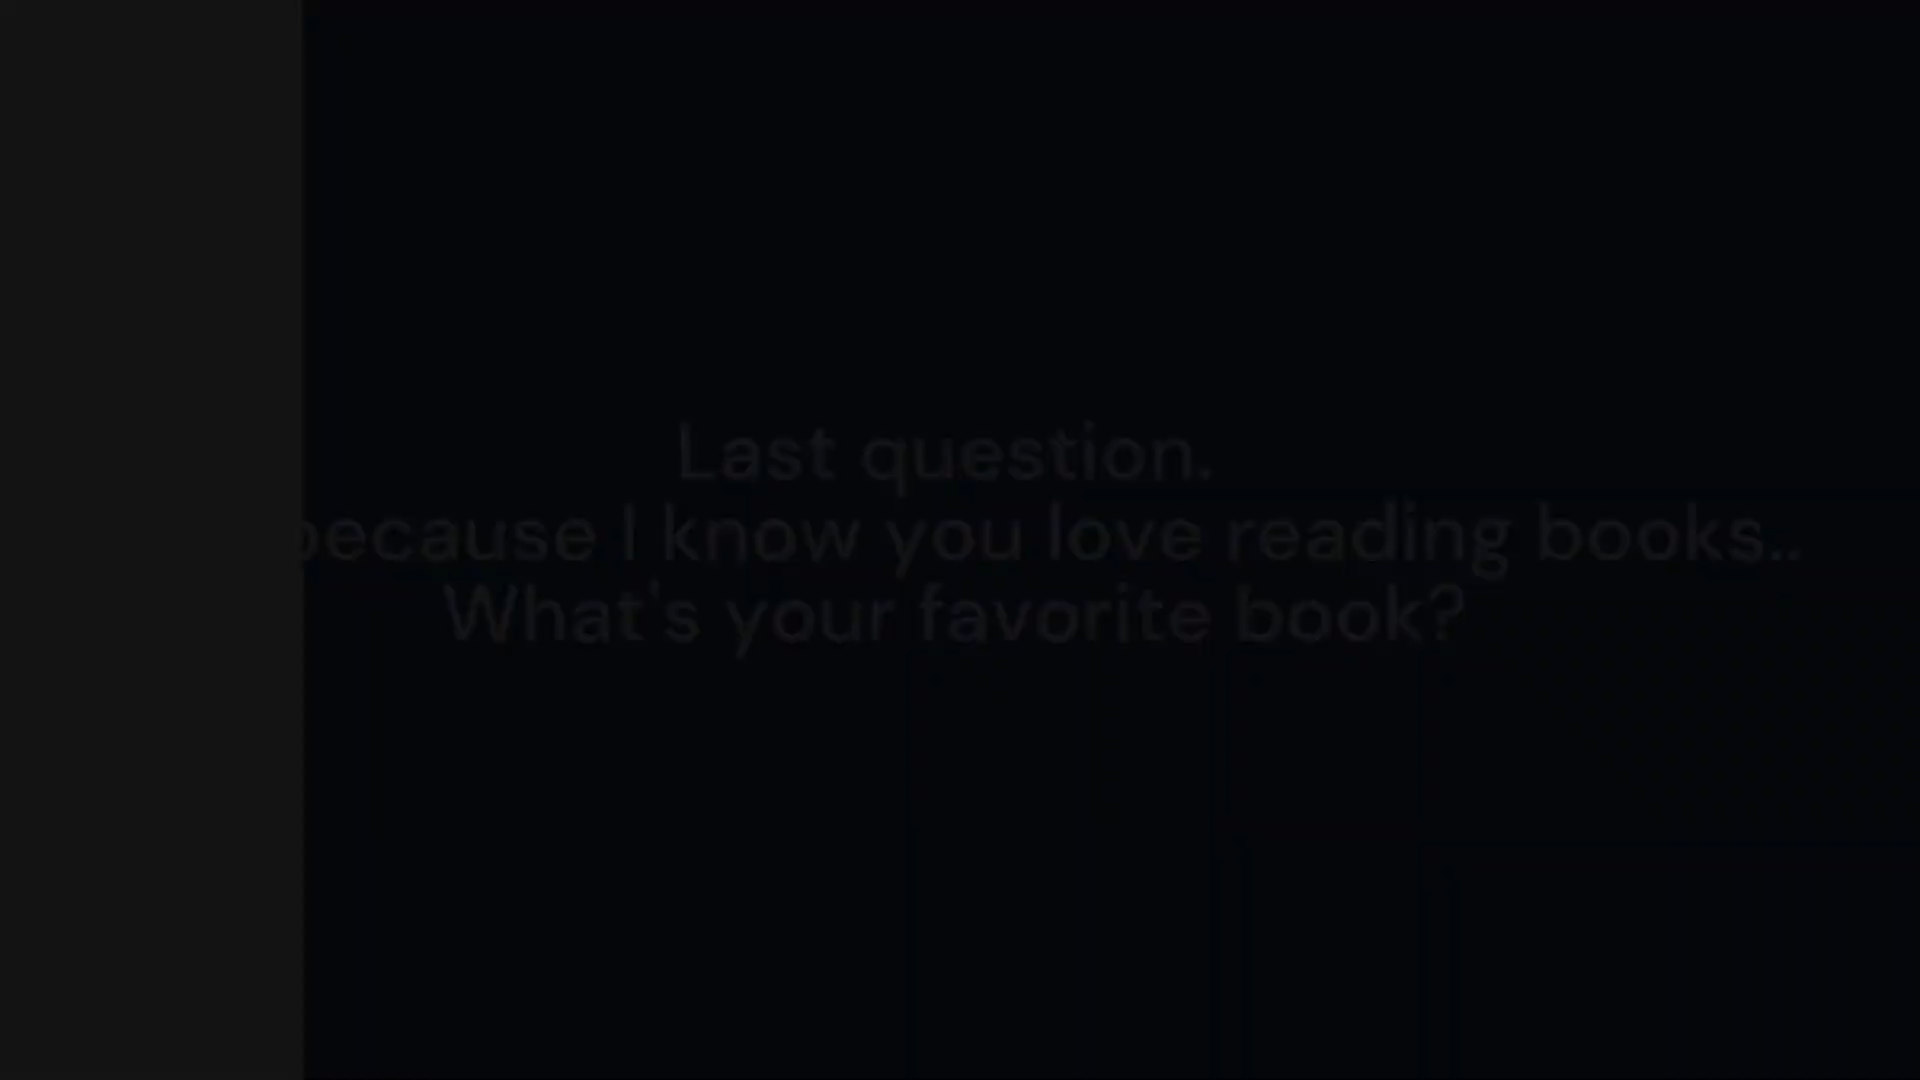 Last question.
because I know you love reading books..
What's your favorite book?